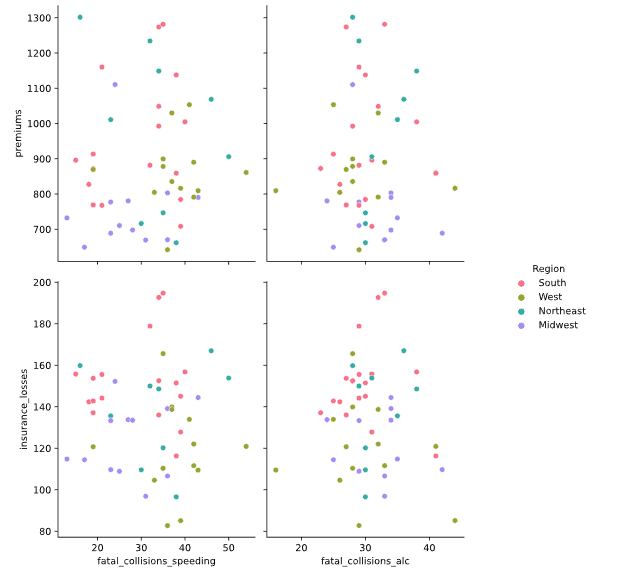 1300
1200
1100
1000
900
800
700
premiums
200
180
160
140
120
100
80
insurance_losses
20
30
40
50
fatal_collisions_speeding
20
30
40
fatal_collisions_alc
Region
South
West
Northeast
Midwest